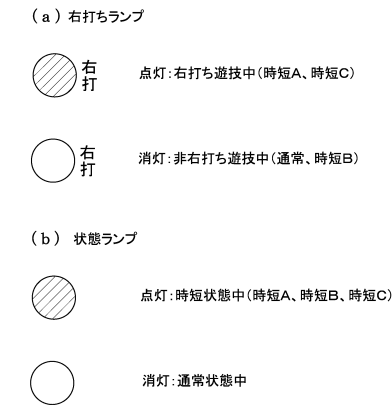 (a) 右打ちランプ
右打
点灯:右打ち遊技中(時短A、時短C)
右打
消灯:非右打ち遊技中(通常、時短B)
(b) 状態ランプ
点灯:時短状態中(時短A、時短B、時短C)
消灯:通常状態中